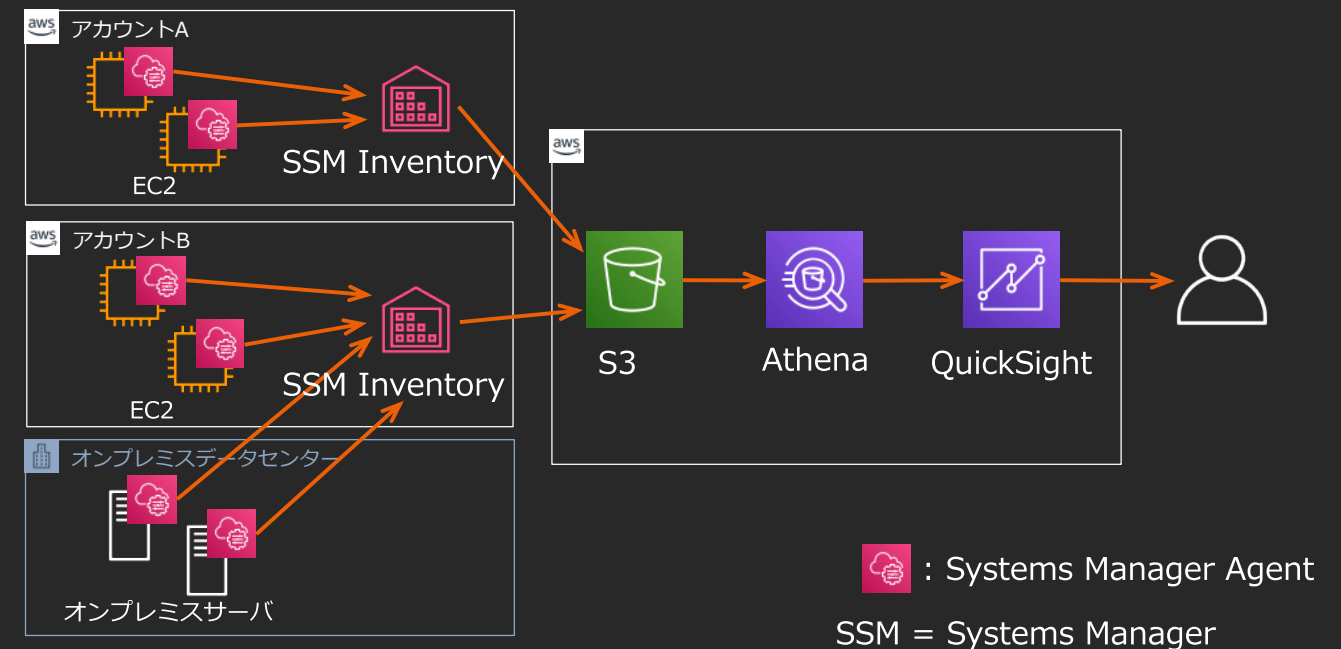 aws
アカウントA
SSM Inventory
EC2
aws
アカウントB
SSM Inventory
EC2
オンプレミスデータセンター
オンプレミスサーバ
aws
S3
Athena
QuickSight
: Systems Manager Agent
SSM = Systems Manager